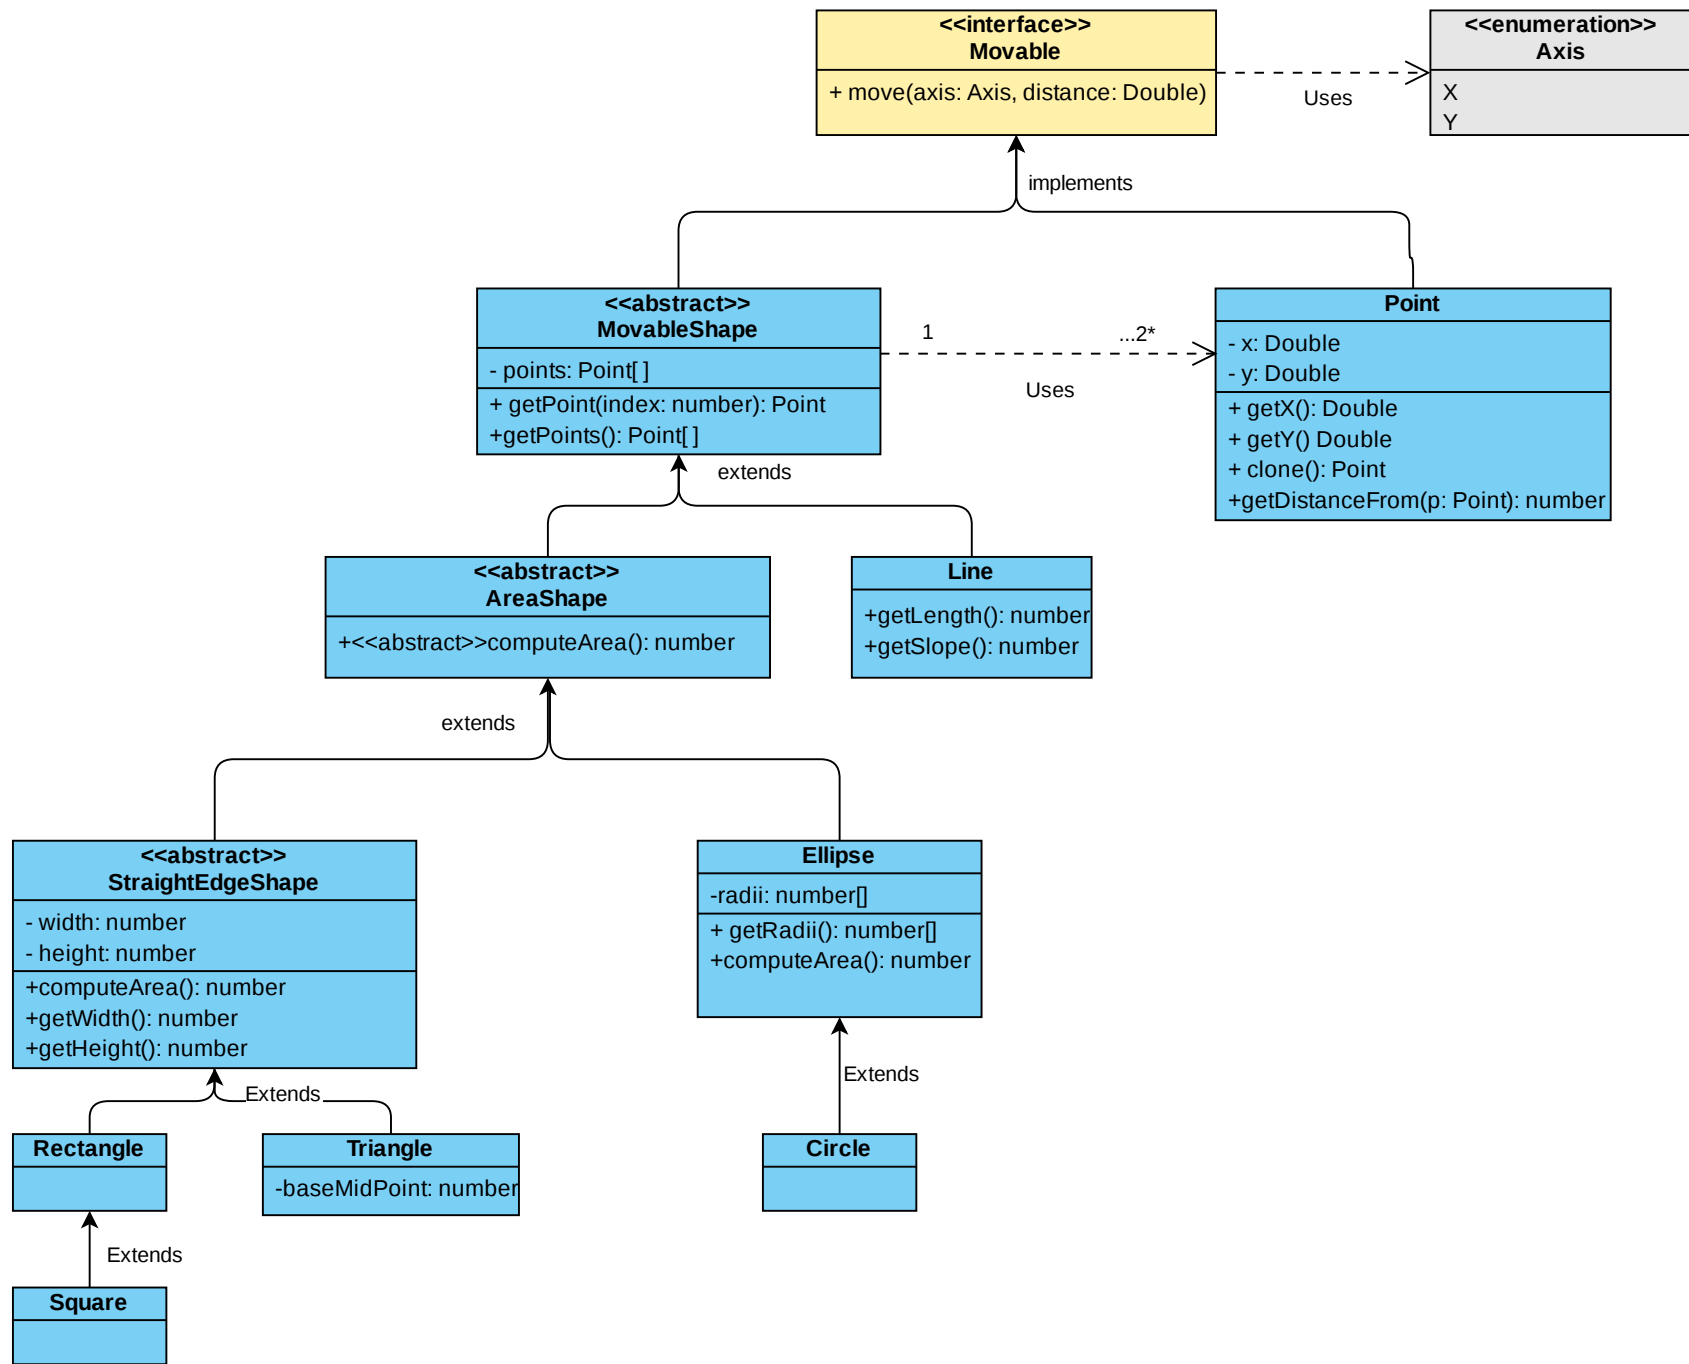 <<interface>>
Movable
+ move(axis: Axis, distance: Double)
Uses
<<enumeration>>
Axis
X
Y
implements
<<abstract>>
MovableShape
- points: Point[ ]
+ getPoint(index: number): Point
+getPoints(): Point[ ]
1
...2*
Uses
Point
- x: Double
- y: Double
+ getX(): Double
+ getY() Double
+ clone(): Point
+getDistanceFrom(p: Point): number
extends
<<abstract>>
AreaShape
+<<abstract>>computeArea(): number
Line
+getLength(): number
+getSlope(): number
extends
<<abstract>>
StraightEdgeShape
- width: number
- height: number
+computeArea(): number
+getWidth(): number
+getHeight(): number
Ellipse
-radii: number[]
+ getRadii(): number[]
+computeArea(): number
Extends
Extends
Rectangle
Triangle
-baseMidPoint: number
Circle
Extends
Square